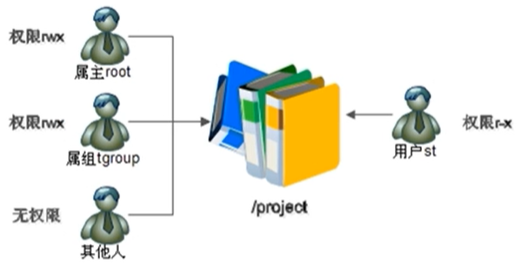 权限rwx
属主root
权限rwx
属组tgroup
无权限
其他人
/project
用户st
权限r-x